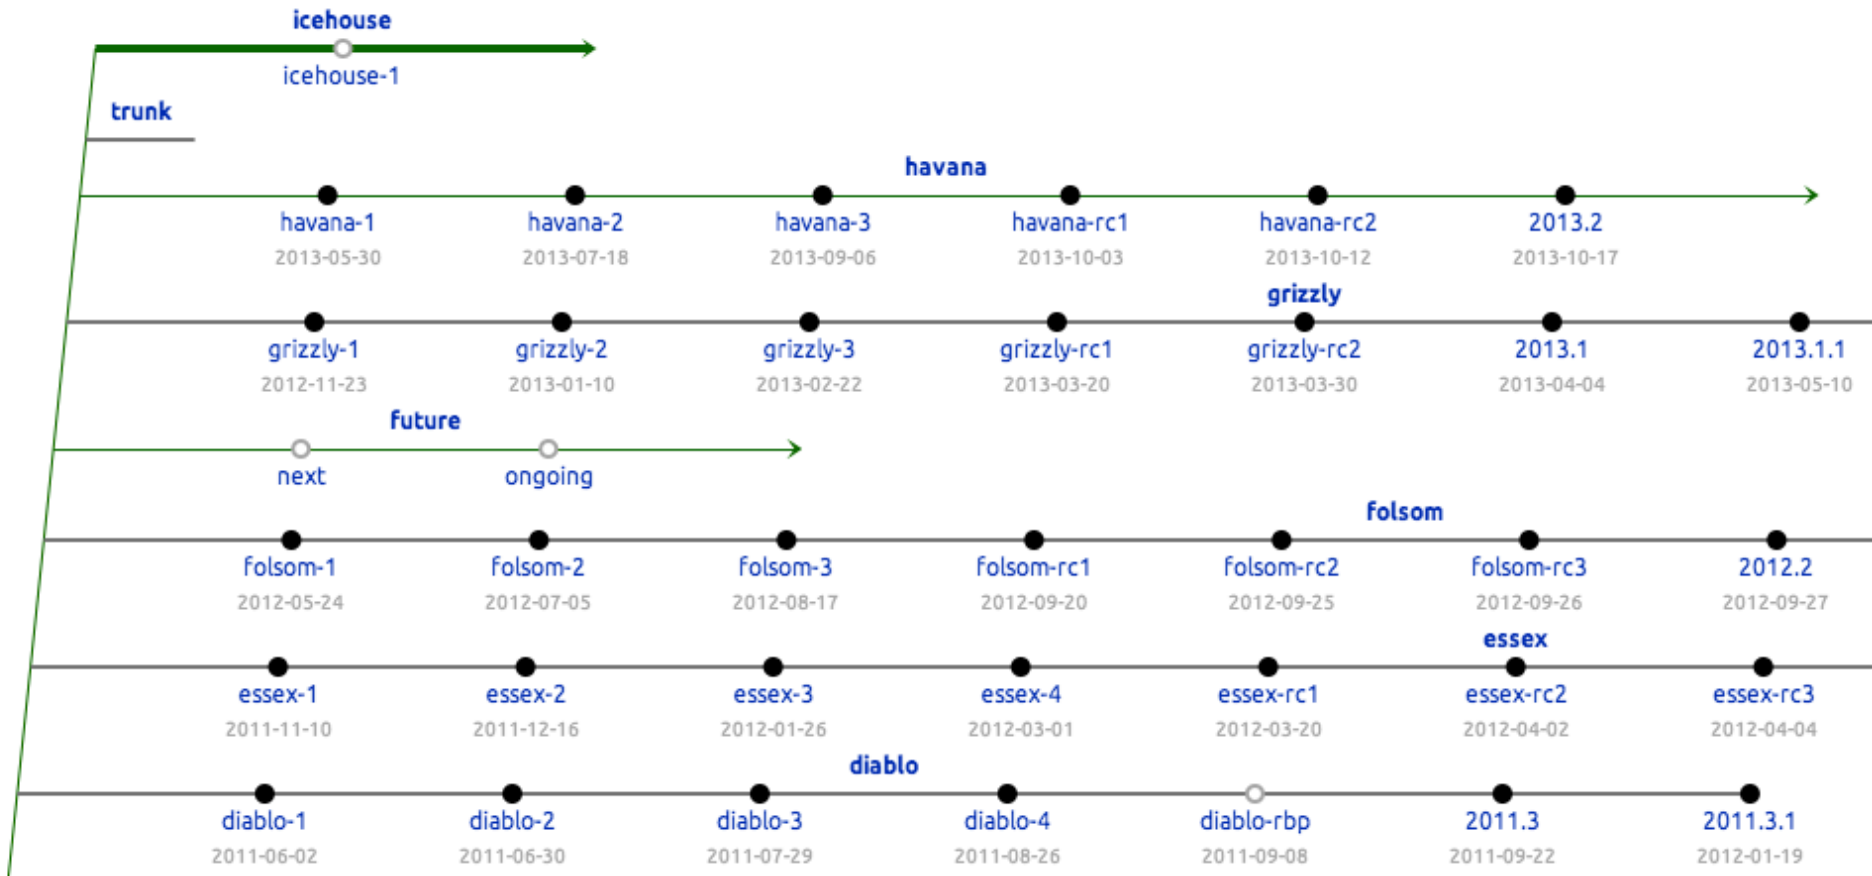 icehouse
icehouse-1
trunk
havana
havana-1 havana-2 havana-3 havana-rc1 havana-rc2 2013.2
2013-05-30 2013-07-18 2013-09-06 2013-10-03 2013-10-12 2013-10-17
grizzly
grizzly-1 grizzly-2 grizzly-3 grizzly-rc1 grizzly-rc2 2013.1 2013.1.1
2012-11-23 2013-01-10 2013-02-22 2013-03-20 2013-03-30 2013-04-04 2013-05-10
future
next ongoing
folsom
folsom-1 folsom-2 folsom-3 folsom-rc1 folsom-rc2 folsom-rc3 2012.2
2012-05-24 2012-07-05 2012-08-17 2012-09-20 2012-09-25 2012-09-26 2012-09-27
essex
essex-1 essex-2 essex-3 essex-4 essex-rc1 essex-rc2 essex-rc3
2011-11-10 2011-12-16 2012-01-26 2012-03-01 2012-03-20 2012-04-02 2012-04-04
diablo
diablo-1 diablo-2 diablo-3 diablo-4 diablo-rbp 2011.3 2011.3.1
2011-06-02 2011-06-30 2011-07-29 2011-08-26 2011-09-08 2011-09-22 2012-01-19